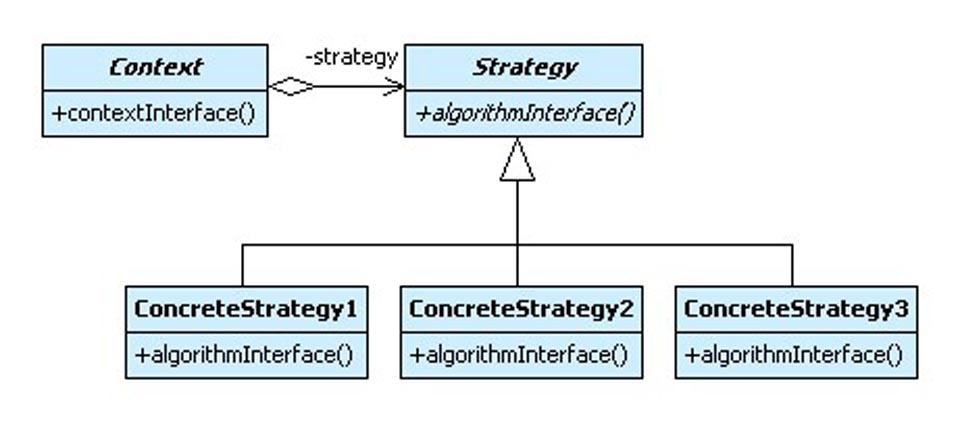 Context
-strategy
Strategy
+contextInterface()
+algorithmInterface()
ConcreteStrategy1
ConcreteStrategy2
ConcreteStrategy3
+algorithmInterface()
+algorithmInterface()
+algorithmInterface()